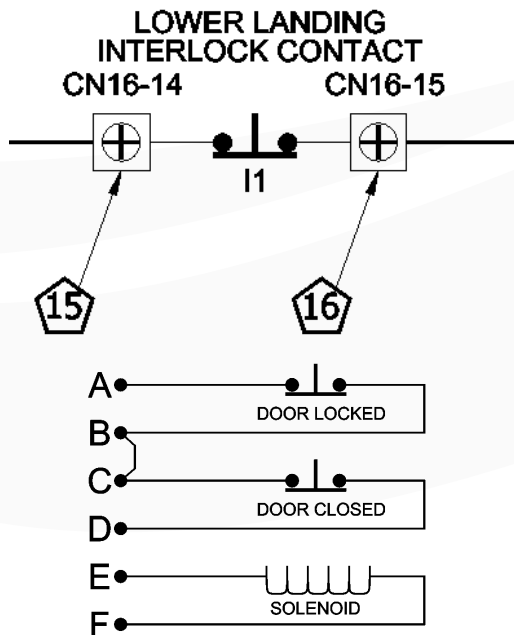 LOWER LANDING
INTERLOCK CONTACT
CN16-14 CN16-15
I1
15 16
A
DOOR LOCKED
B
C
DOOR CLOSED
D
E
SOLENOID
F